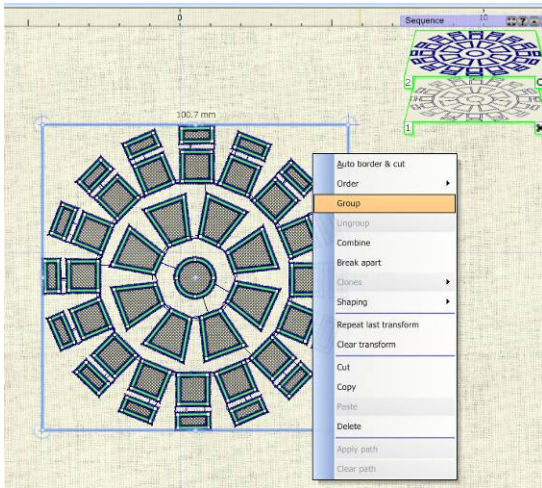 0
10
Sequence
2
1
100.7 mm
Auto border & cut
Order
Group
Ungroup
Combine
Break apart
Clones
Shaping
Repeat last transform
Clear transform
Cut
Copy
Paste
Delete
Apply path
Clear path